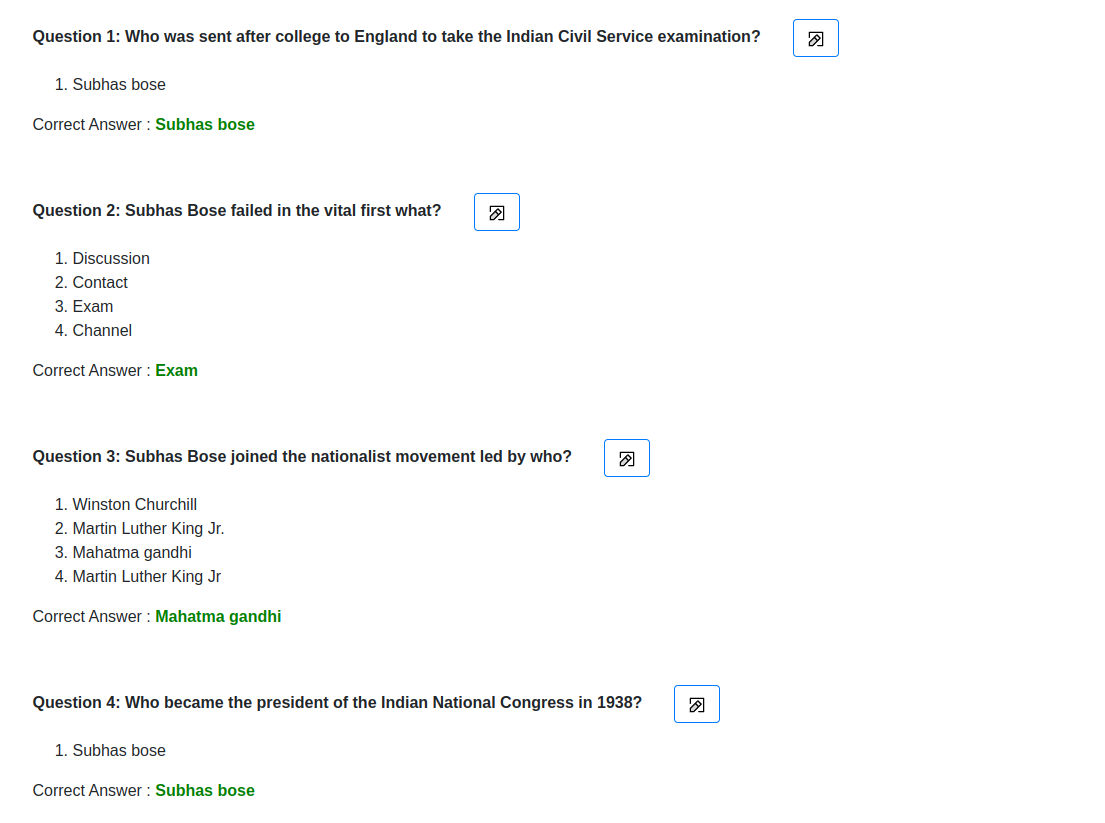 Question 1: Who was sent after college to England to take the Indian Civil Service examination?
1. Subhas bose
Correct Answer : Subhas bose
Question 2: Subhas Bose failed in the vital first what?
1. Discussion
2. Contact
3. Exam
4. Channel
Correct Answer : Exam
Question 3: Subhas Bose joined the nationalist movement led by who?
1. Winston Churchill
2. Martin Luther King Jr.
3. Mahatma gandhi
4. Martin Luther King Jr
Correct Answer : Mahatma gandhi
Question 4: Who became the president of the Indian National Congress in 1938?
1. Subhas bose
Correct Answer : Subhas bose